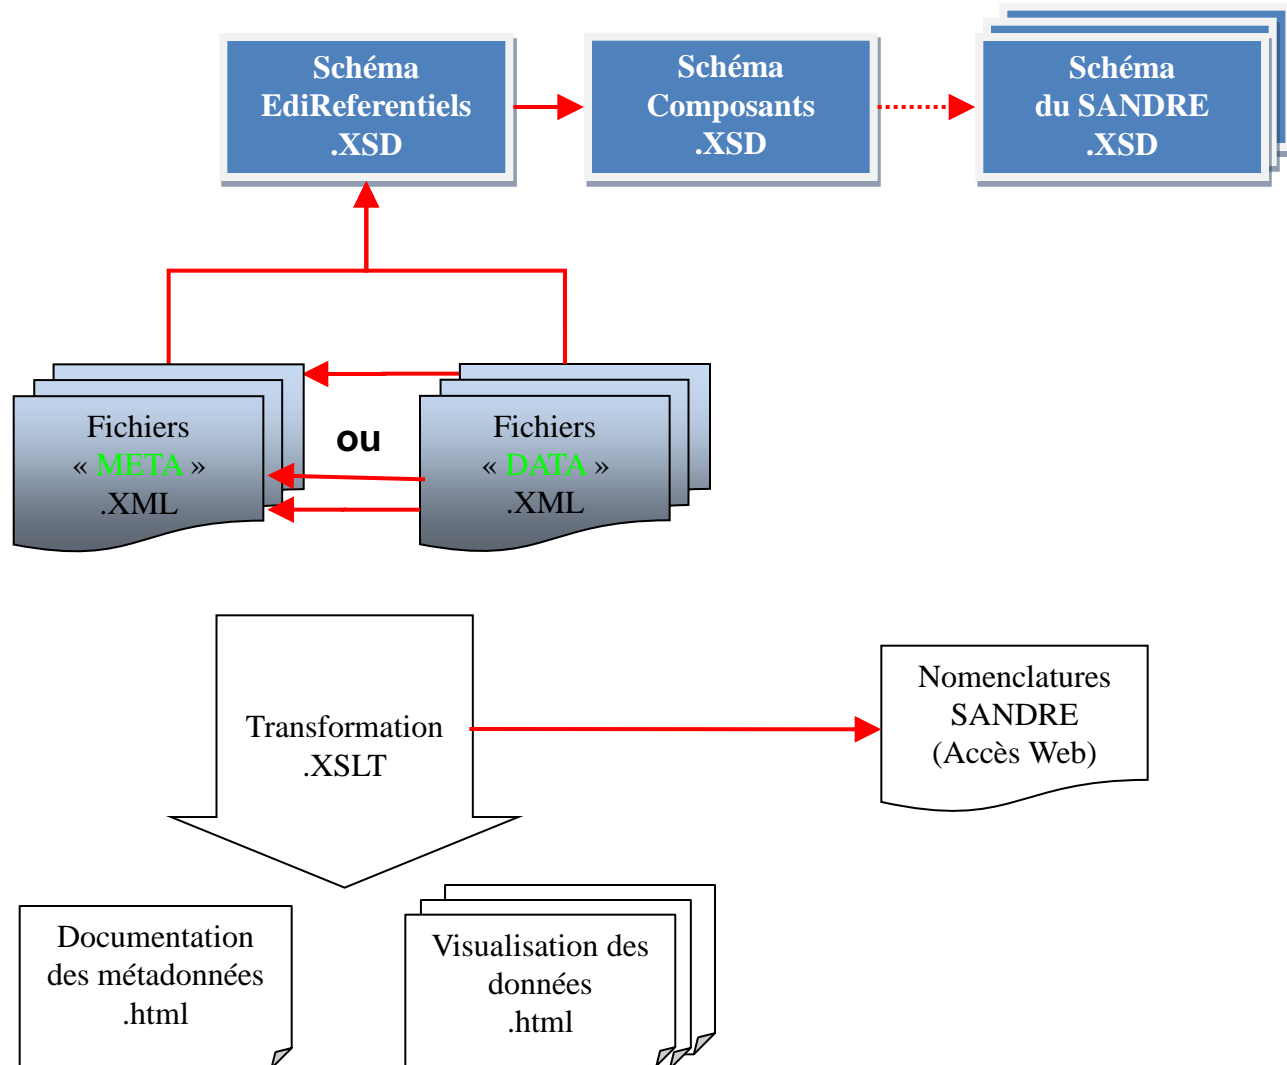 Schéma
EdiReferentiels
.XSD
Schéma
Composants
.XSD
Schéma
du SANDRE
.XSD
Fichiers
« META »
.XML
ou
Fichiers
« DATA »
.XML
Transformation
.XSLT
Nomenclatures
SANDRE
(Accès Web)
Documentation
des métadonnées
.html
Visualisation des
données
.html